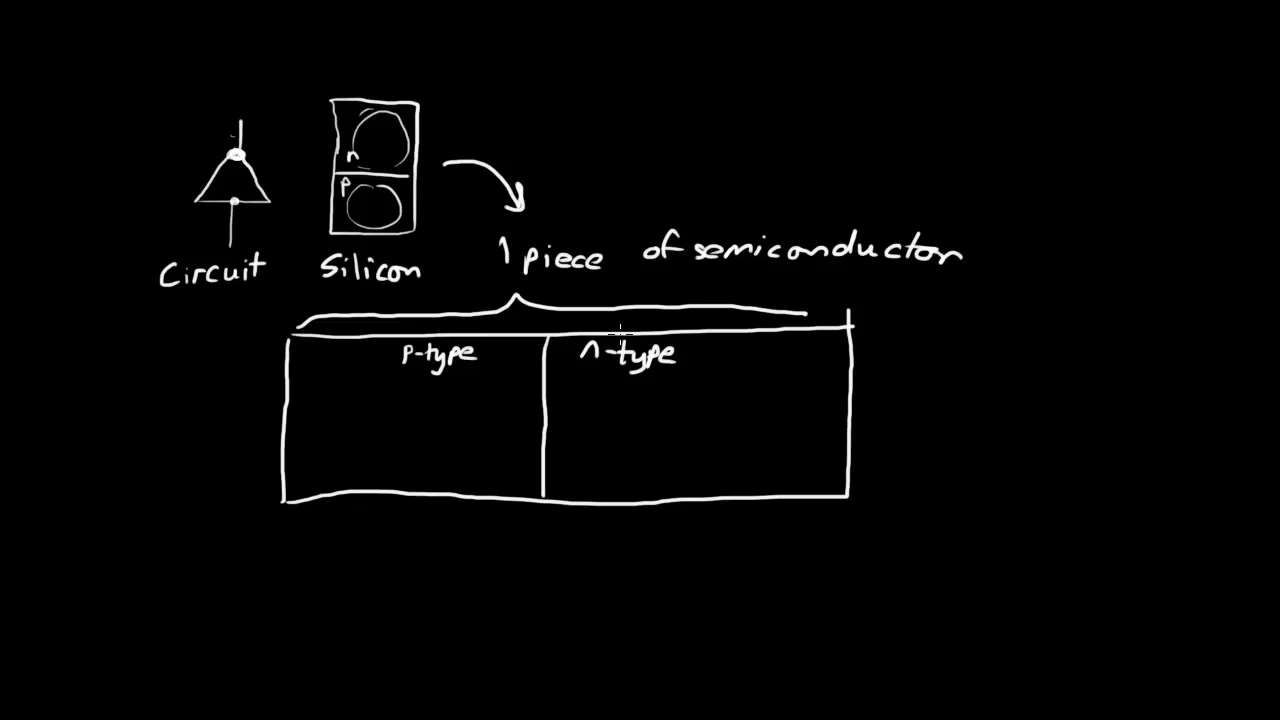 n
p
Circuit
Silicon
1 piece of semiconductor
p-type
n-type